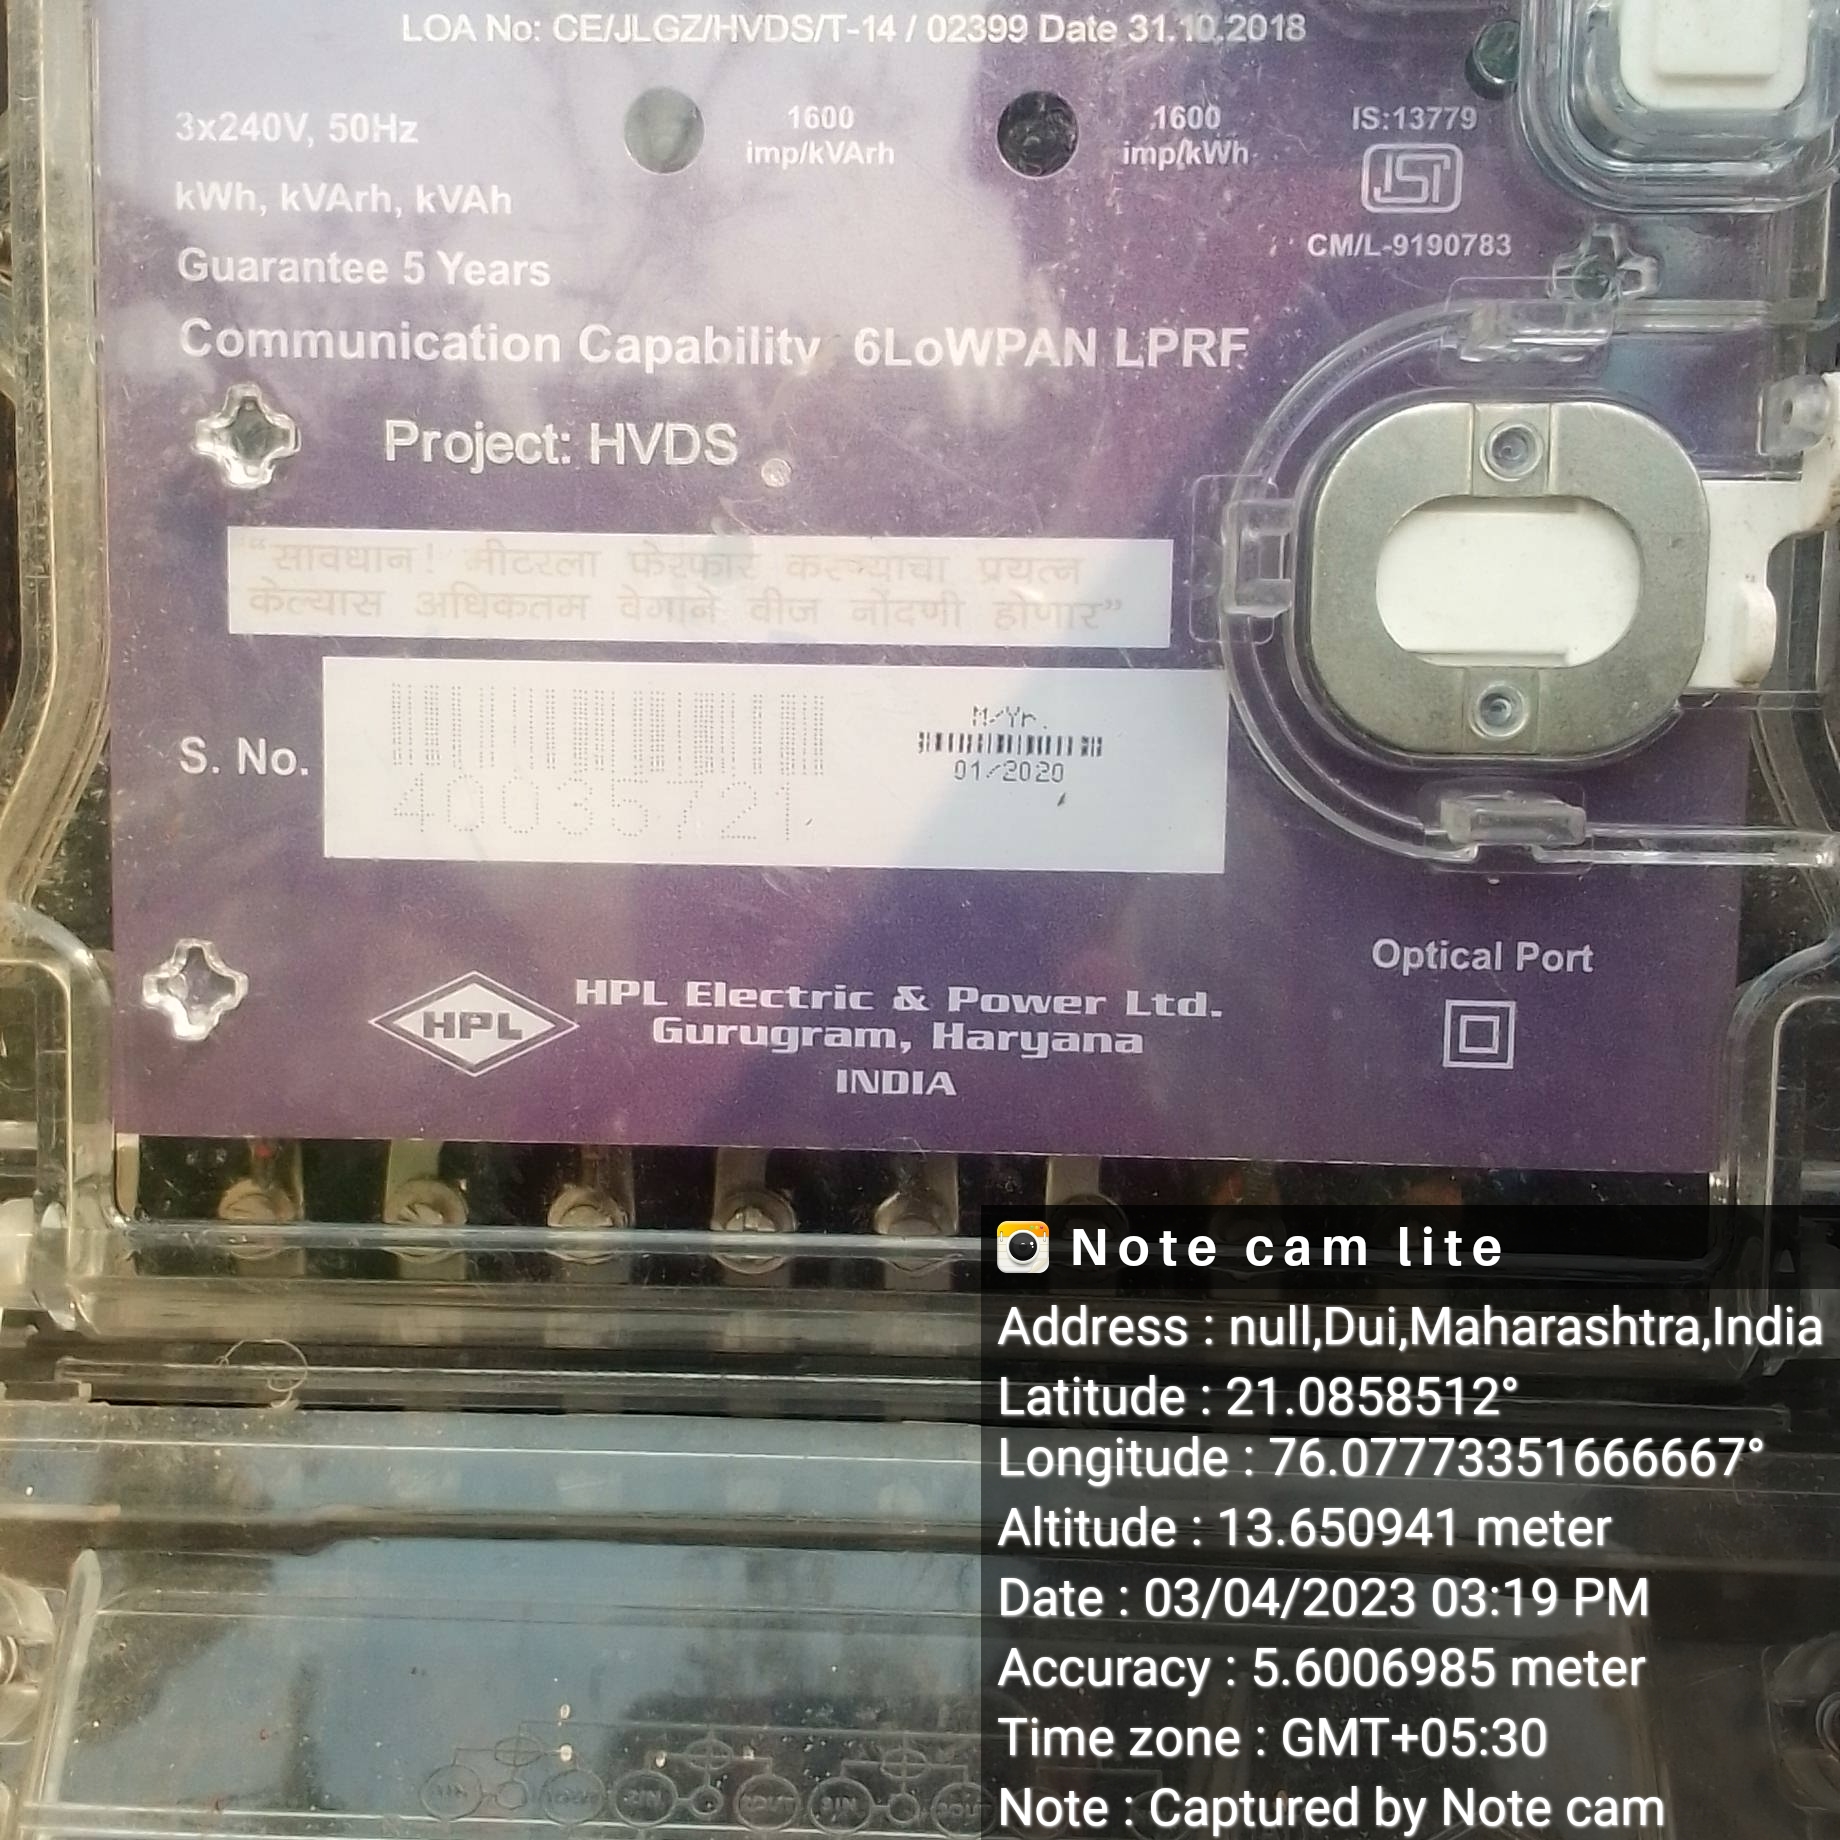 LOA No: CE/JLGZ/HVDS/T-14 / 02399 Date 31.10.2018
3x240V, 50Hz
1600
imp/kVArh
1600
imp/kWh
IS:13779
ISI
CM/L-9190783
kWh, kVArh, kVAh
Guarantee 5 Years
Communication Capability 6LoWPAN LPRF
Project: HVDS
“सावधान! मीटरला फेरफार करण्याचा प्रयत्न
केल्यास अधिकतम वेगाने वीज नोंदणी होणार”
M/Yr.
01/2020
S. No.
40035721
HPL
HPL Electric & Power Ltd.
Gurugram, Haryana
INDIA
Optical Port
Note cam lite
Address : null,Dui,Maharashtra,India
Latitude : 21.0858512°
Longitude : 76.07773351666667°
Altitude : 13.650941 meter
Date : 03/04/2023 03:19 PM
Accuracy : 5.6006985 meter
Time zone : GMT+05:30
Note : Captured by Note cam